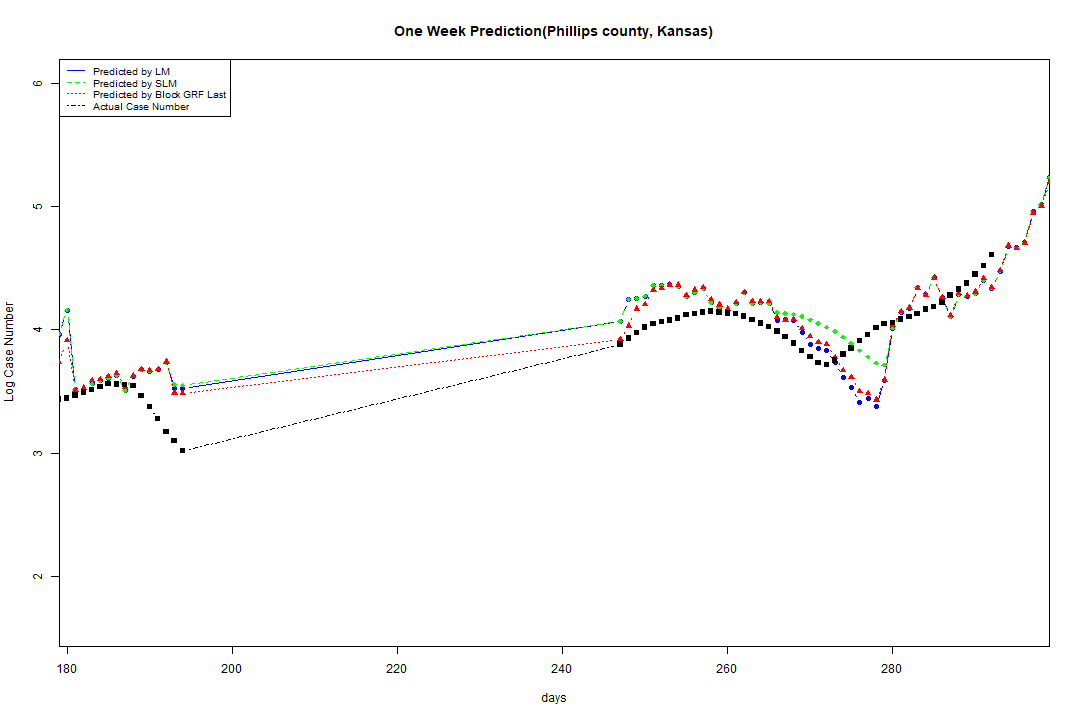 One Week Prediction(Phillips county, Kansas)
Predicted by LM
Predicted by SLM
Predicted by Block GRF Last
Actual Case Number
6
5
4
3
2
Log Case Number
180 200 220 240 260 280
days